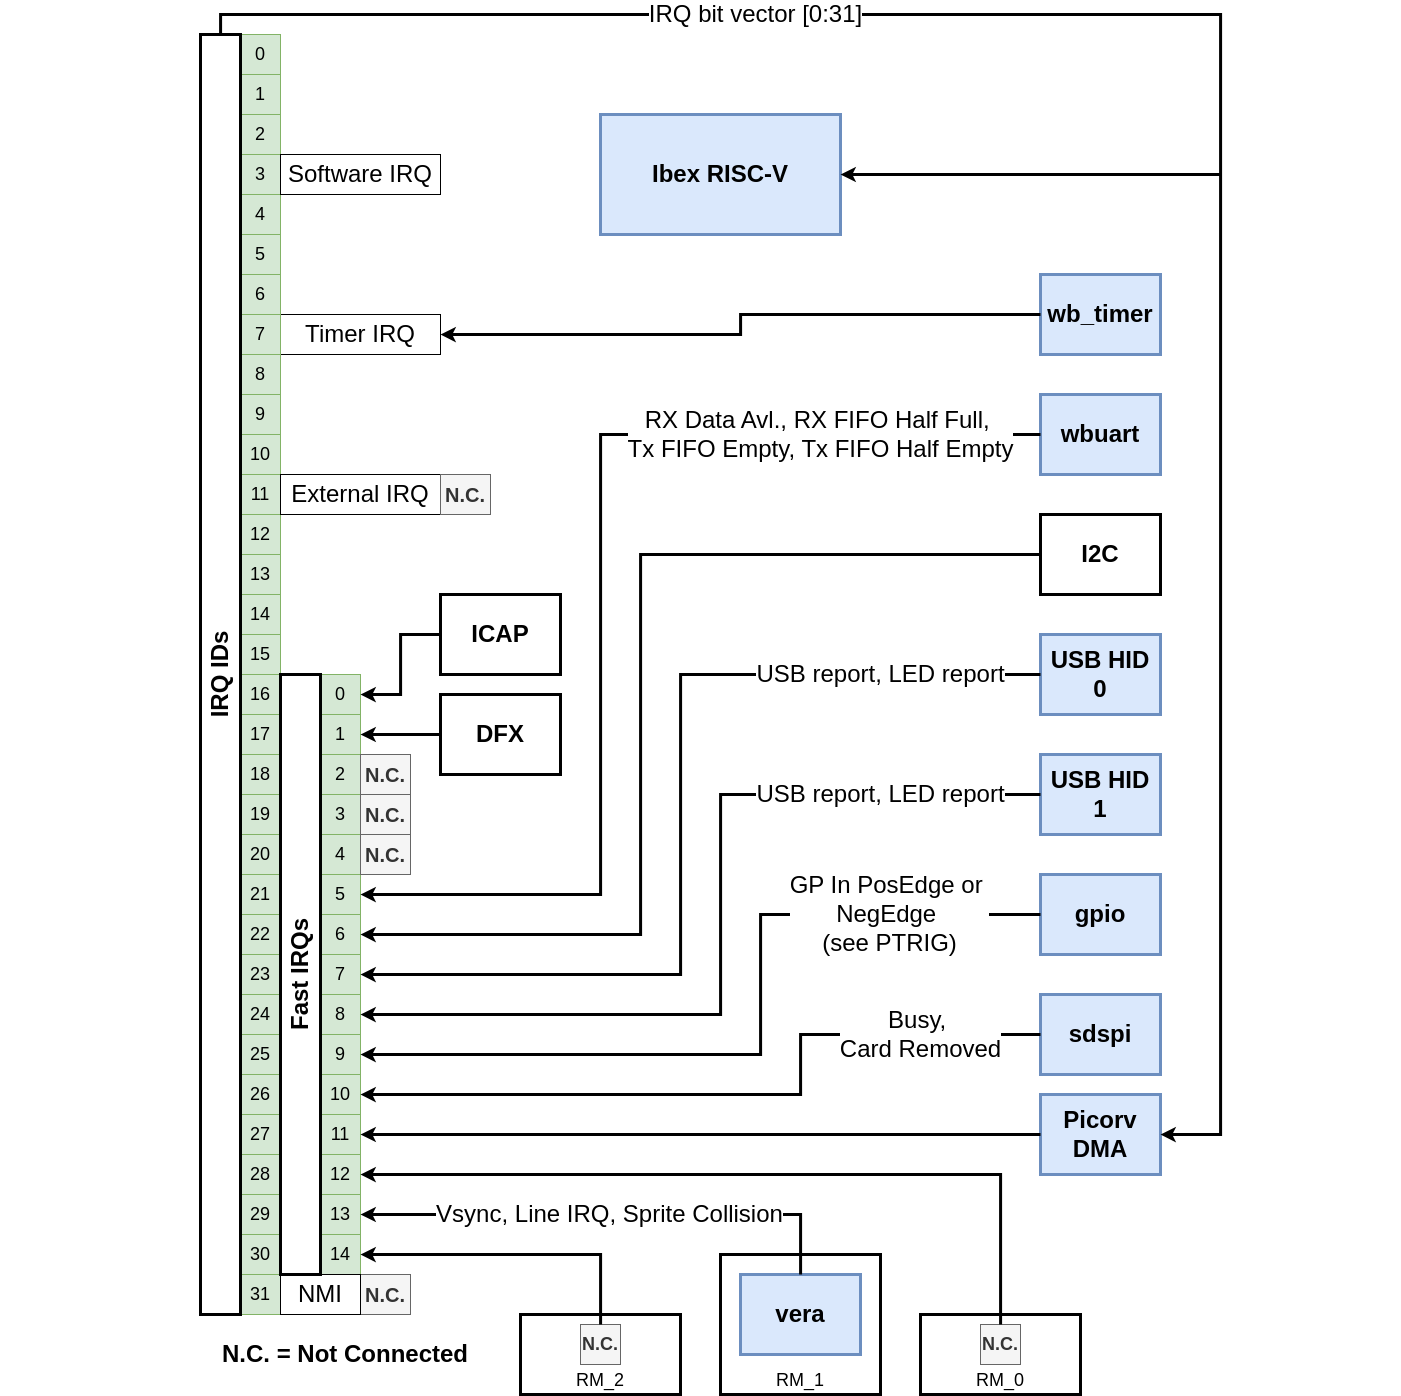 IRQ bit vector [0:31]
0
1
2
3 Software IRQ
Ibex RISC-V
4
5
6
7 Timer IRQ
wb_timer
8
9
10
RX Data Avl., RX FIFO Half Full,
Tx FIFO Empty, Tx FIFO Half Empty
wbuart
11 External IRQ N.C.
12
13
I2C
14
15
ICAP
IRQ IDs
USB report, LED report
USB HID
0
16 0
17 1
DFX
18 2 N.C.
USB report, LED report
USB HID
1
19 3 N.C.
20 4 N.C.
21 5
GP In PosEdge or
NegEdge
(see PTRIG)
gpio
22 6
Fast IRQs
23 7
24 8
Busy,
Card Removed
sdspi
25 9
26 10
27 11
Picorv
DMA
28 12
29 13
Vsync, Line IRQ, Sprite Collision
30 14
31 NMI N.C.
vera
N.C. = Not Connected
N.C.
N.C.
RM_2
RM_1
RM_0